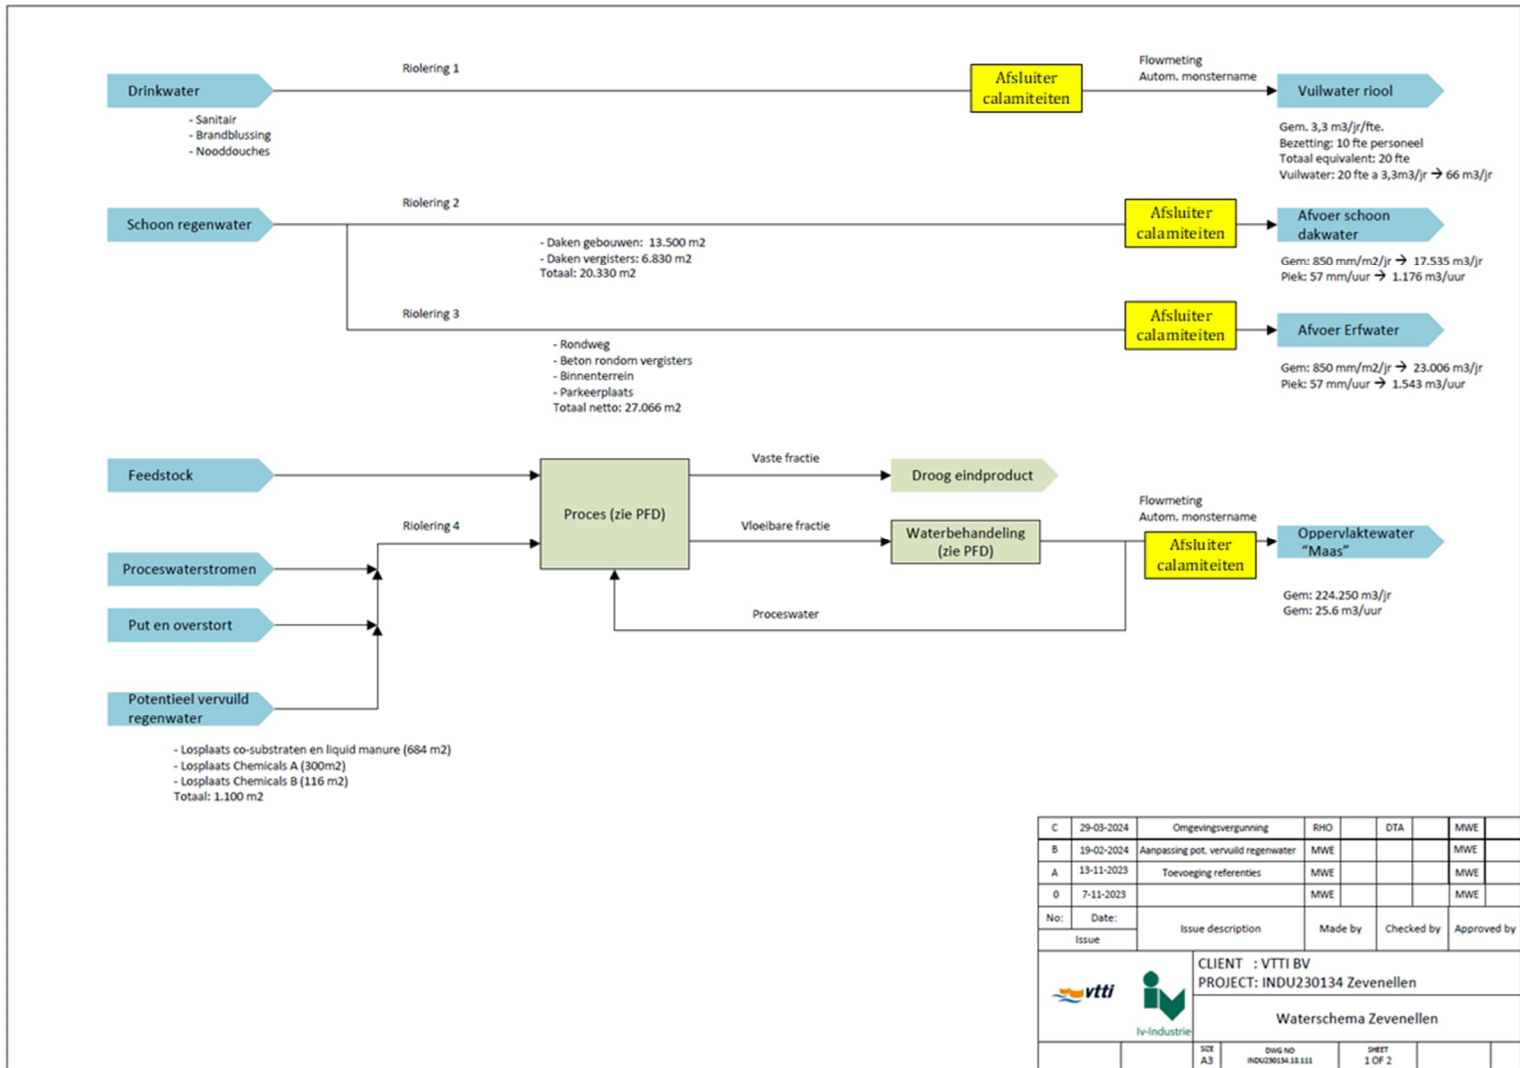 Drinkwater
- Sanitair
- Brandblussing
- Nooddouches
Riolering 1
Afsluiter
calamiteiten
Flowmeting
Autom. monstername
Vuilwater riool
Gem. 3,3 m3/jr/fte.
Bezetting: 10 fte personeel
Totaal equivalent: 20 fte
Vuilwater: 20 fte a 3,3m3/jr → 66 m3/jr
Schoon regenwater
Riolering 2
- Daken gebouwen: 13.500 m2
- Daken vergisters: 6.830 m2
Totaal: 20.330 m2
Afsluiter
calamiteiten
Afvoer schoon
dakwater
Gem: 850 mm/m2/jr → 17.535 m3/jr
Piek: 57 mm/uur → 1.176 m3/uur
Riolering 3
- Rondweg
- Beton rondom vergisters
- Binnenterrein
- Parkeerplaats
Totaal netto: 27.066 m2
Afsluiter
calamiteiten
Afvoer Erfwater
Gem: 850 mm/m2/jr → 23.006 m3/jr
Piek: 57 mm/uur → 1.543 m3/uur
Feedstock
Proceswaterstromen
Put en overstort
Potentieel vervuild
regenwater
- Losplaats co-substraten en liquid manure (684 m2)
- Losplaats Chemicals A (300m2)
- Losplaats Chemicals B (116 m2)
Totaal: 1.100 m2
Riolering 4
Proces (zie PFD)
Vaste fractie
Droog eindproduct
Vloeibare fractie
Waterbehandeling
(zie PFD)
Proceswater
Flowmeting
Autom. monstername
Afsluiter
calamiteiten
Oppervlaktewater
"Maas"
Gem: 224.250 m3/jr
Gem: 25.6 m3/uur
C 29-03-2024 Omgevingsvergunning RHO DTA MWE
B 19-02-2024 Aanpassing pot. vervuild regenwater MWE MWE
A 13-11-2023 Toevoeging referenties MWE MWE
0 7-11-2023 MWE MWE
No: Date: Issue description Made by Checked by Approved by
Issue
vtti
iv
Iv-Industrie
CLIENT : VTTI BV
PROJECT: INDU230134 Zevenellen
Waterschema Zevenellen
SIZE DWG NO SHEET
A3 INDU230134.18.111 1 OF 2